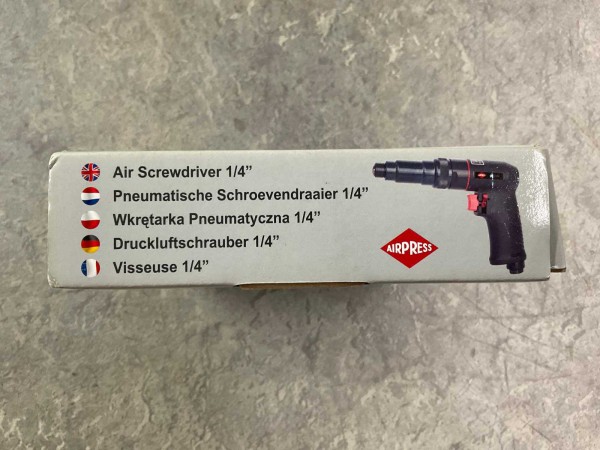 Air Screwdriver 1/4”
Pneumatische Schroevendraaier 1/4”
Wkrętarka Pneumatyczna 1/4”
Druckluftschrauber 1/4”
Visseuse 1/4”
AIRPRESS